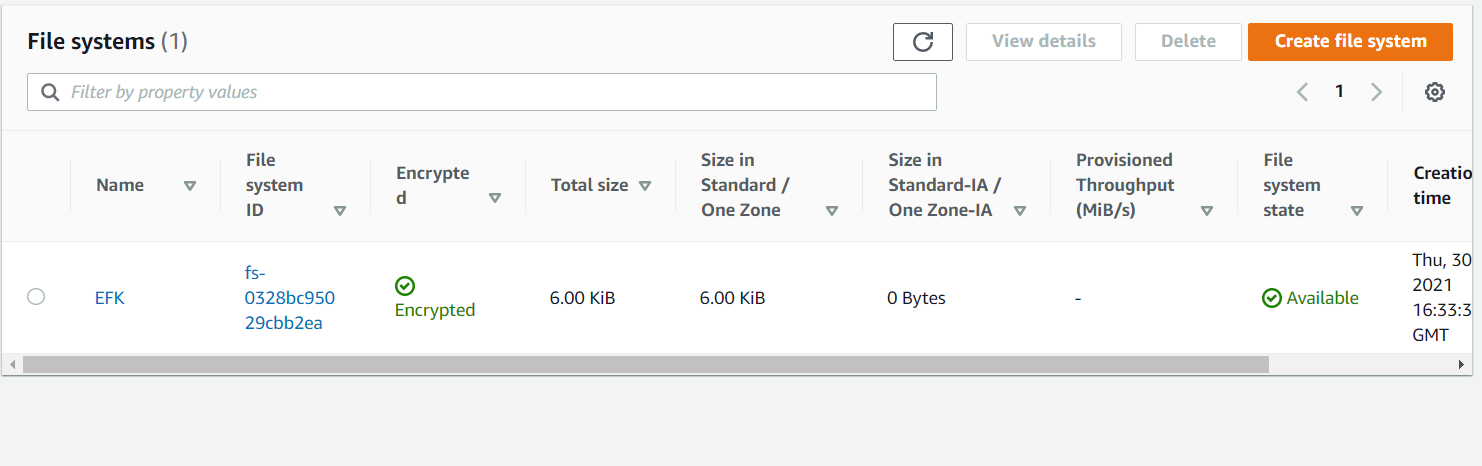 File systems (1)
View details
Delete
Create file system
Filter by property values
1
Name
File
system
ID
Encrypte
d
Total size
Size in
Standard /
One Zone
Size in
Standard-IA /
One Zone-IA
Provisioned
Throughput
(MiB/s)
File
system
state
Creatio
time
EFK
fs-
0328bc950
29cbb2ea
Encrypted
6.00 KiB
6.00 KiB
0 Bytes
-
Available
Thu, 30
2021
16:33:3
GMT